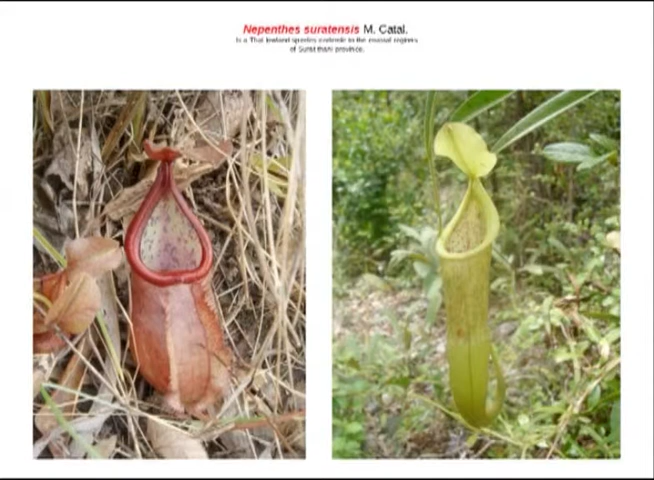 Nepenthes suratensis M. Catal.
is a Thai lowland species endemic to the coastal regions
of Surat thani province.